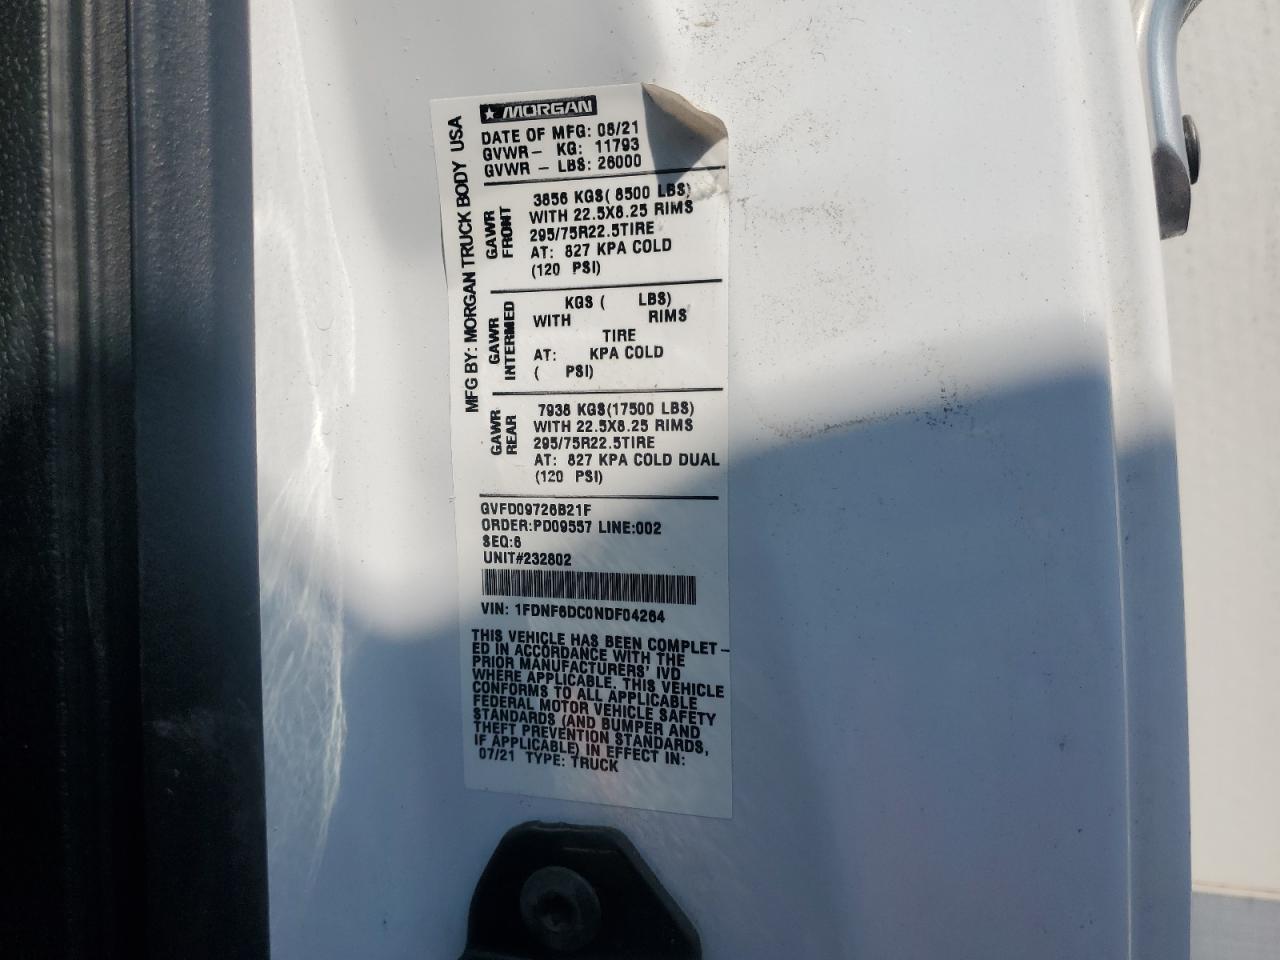 MORGAN
MFG BY: MORGAN TRUCK BODY USA
DATE OF MFG: 08/21
GVWR - KG: 11793
GVWR - LBS: 26000
GAWR FRONT
3856 KGS( 8500 LBS)
WITH 22.5X8.25 RIMS
295/75R22.5TIRE
AT: 827 KPA COLD
(120 PSI)
GAWR INTERMED
KGS ( LBS)
WITH RIMS
TIRE
AT: KPA COLD
( PSI)
GAWR REAR
7938 KGS(17500 LBS)
WITH 22.5X8.25 RIMS
295/75R22.5TIRE
AT: 827 KPA COLD DUAL
(120 PSI)
GVFD09726B21F
ORDER:PD09557 LINE:002
SEQ:6
UNIT#232802
VIN: 1FDNF6DC0NDF04264
THIS VEHICLE HAS BEEN COMPLET-
ED IN ACCORDANCE WITH THE
PRIOR MANUFACTURERS' IVD
WHERE APPLICABLE. THIS VEHICLE
CONFORMS TO ALL APPLICABLE
FEDERAL MOTOR VEHICLE SAFETY
STANDARDS (AND BUMPER AND
THEFT PREVENTION STANDARDS,
IF APPLICABLE) IN EFFECT IN:
07/21 TYPE: TRUCK